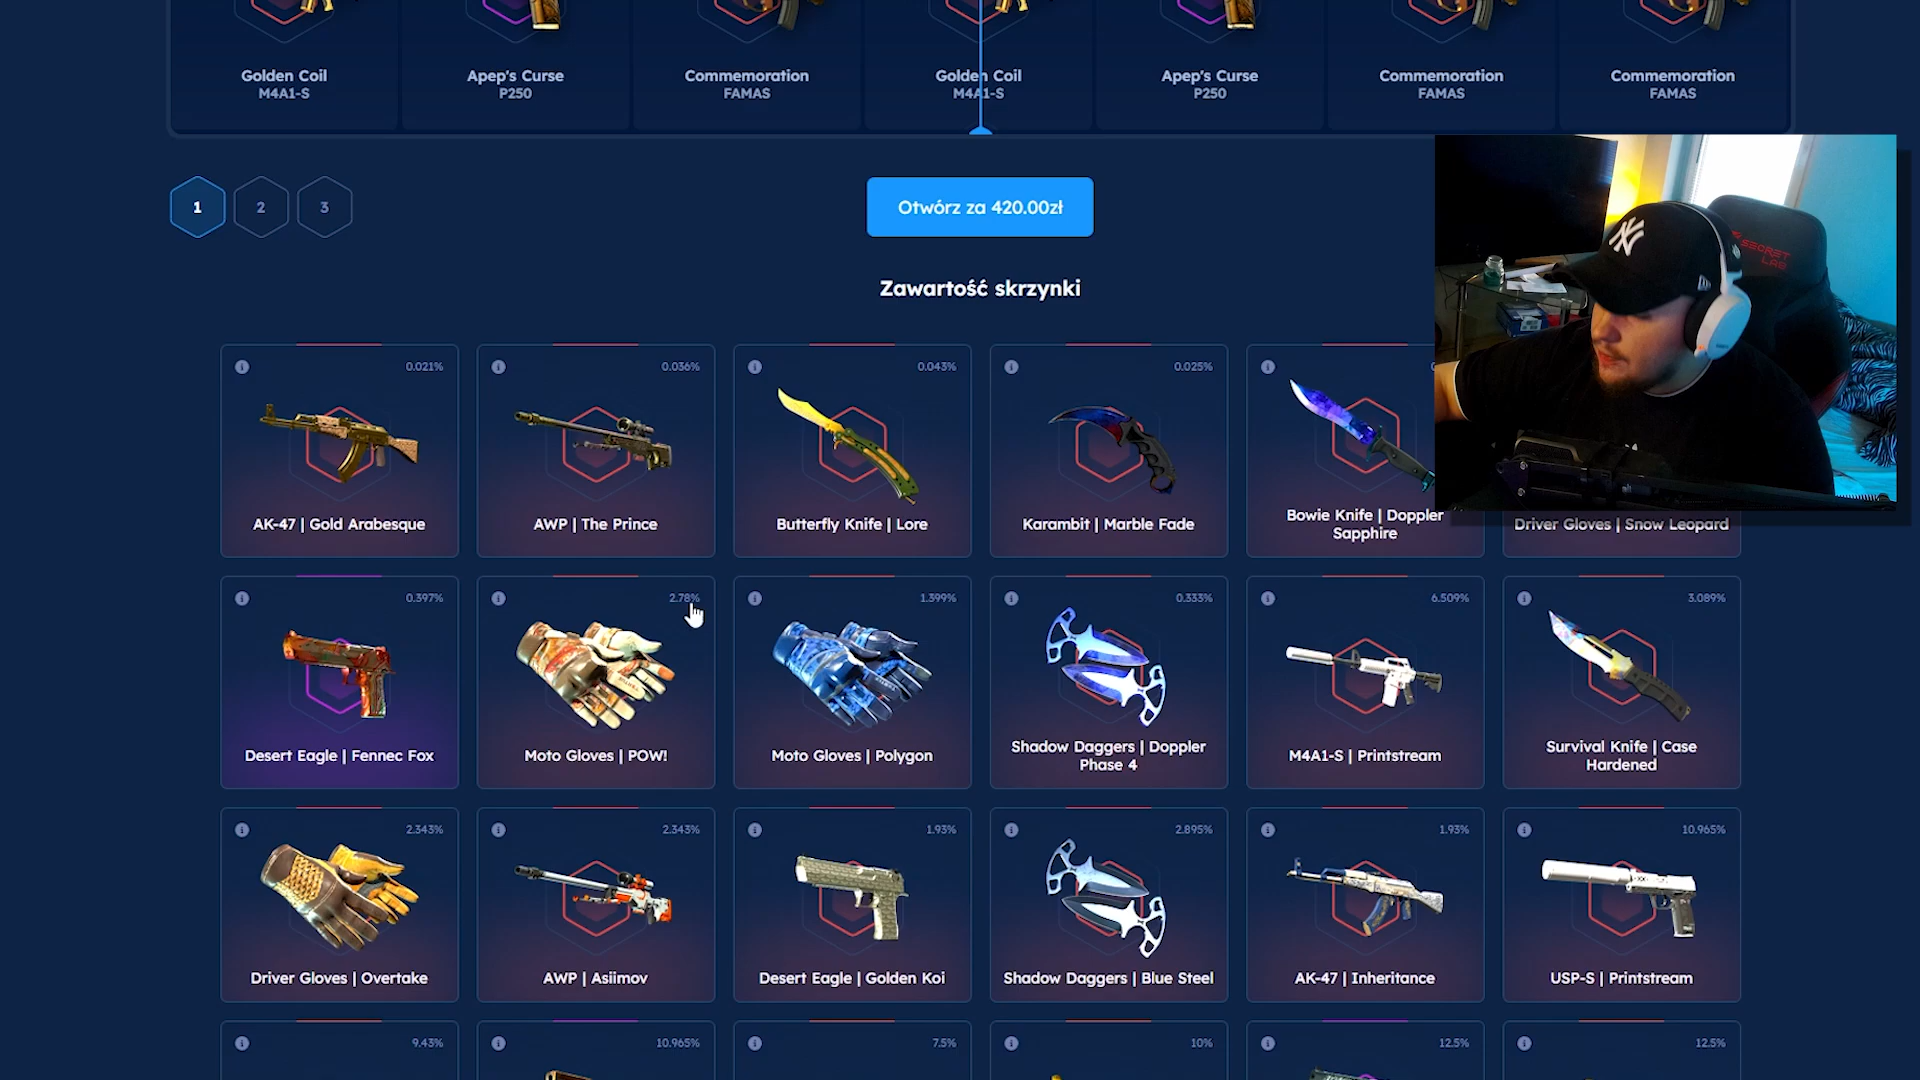 Golden Coil
M4A1-S
Apep's Curse
P250
Commemoration
FAMAS
Golden Coil
M4A1-S
Apep's Curse
P250
Commemoration
FAMAS
Commemoration
FAMAS
1
2
3
Otwórz za 420.00zł
Zawartość skrzynki
0.021%
AK-47 | Gold Arabesque
0.036%
AWP | The Prince
0.043%
Butterfly Knife | Lore
0.025%
Karambit | Marble Fade
Bowie Knife | Doppler
Sapphire
Driver Gloves | Snow Leopard
NY
SECRET
LAB
0.397%
Desert Eagle | Fennec Fox
2.78%
Moto Gloves | POW!
1.399%
Moto Gloves | Polygon
0.333%
Shadow Daggers | Doppler
Phase 4
6.509%
M4A1-S | Printstream
3.089%
Survival Knife | Case
Hardened
2.343%
Driver Gloves | Overtake
2.343%
AWP | Asiimov
1.93%
Desert Eagle | Golden Koi
2.895%
Shadow Daggers | Blue Steel
1.93%
AK-47 | Inheritance
10.965%
USP-S | Printstream
9.43%
10.965%
7.5%
10%
12.5%
12.5%